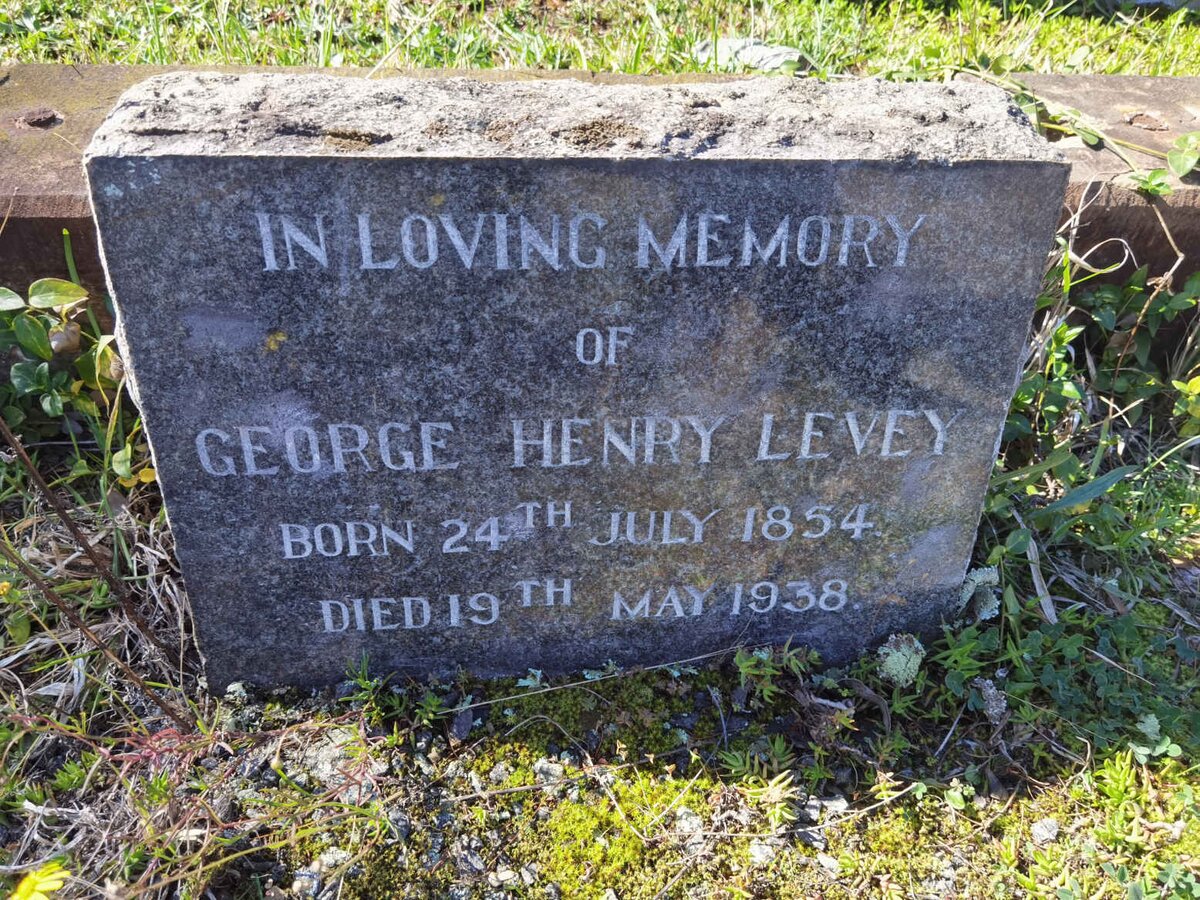 IN LOVING MEMORY
OF
GEORGE HENRY LEVEY
BORN 24TH JULY 1854.
DIED 19TH MAY 1938.